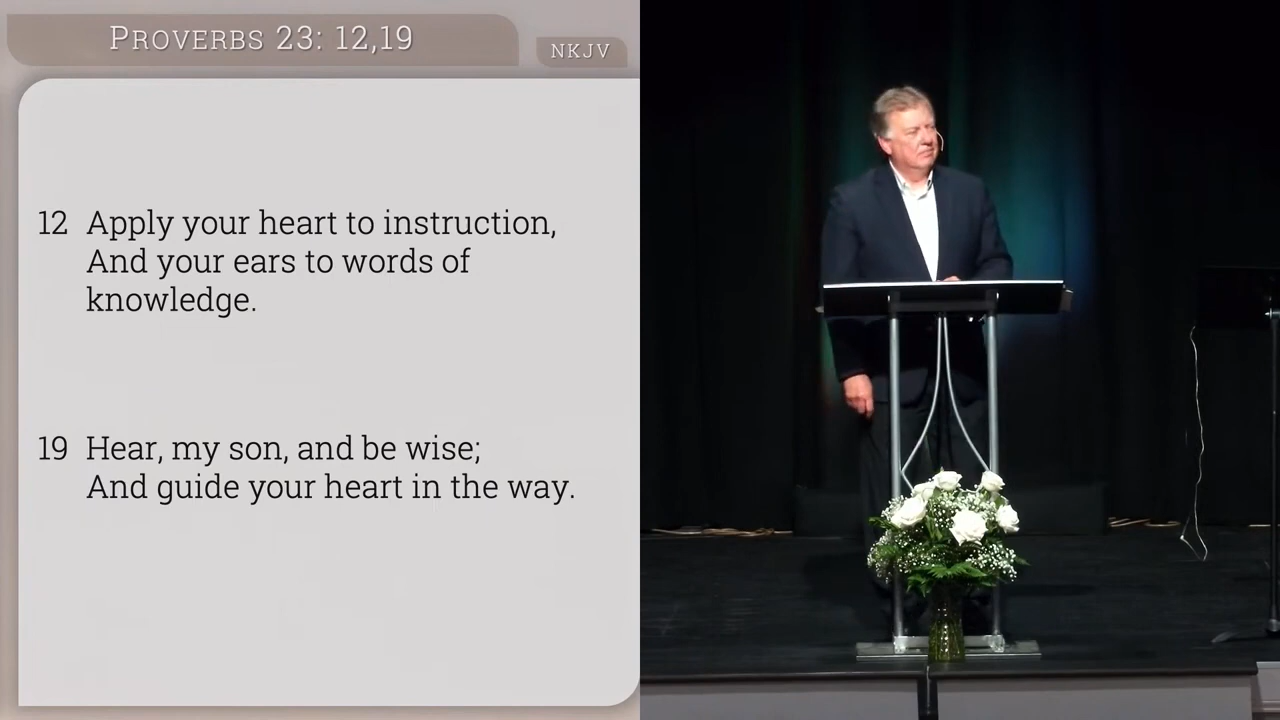 Proverbs 23: 12,19
NKJV
12 Apply your heart to instruction,
And your ears to words of
knowledge.
19 Hear, my son, and be wise;
And guide your heart in the way.